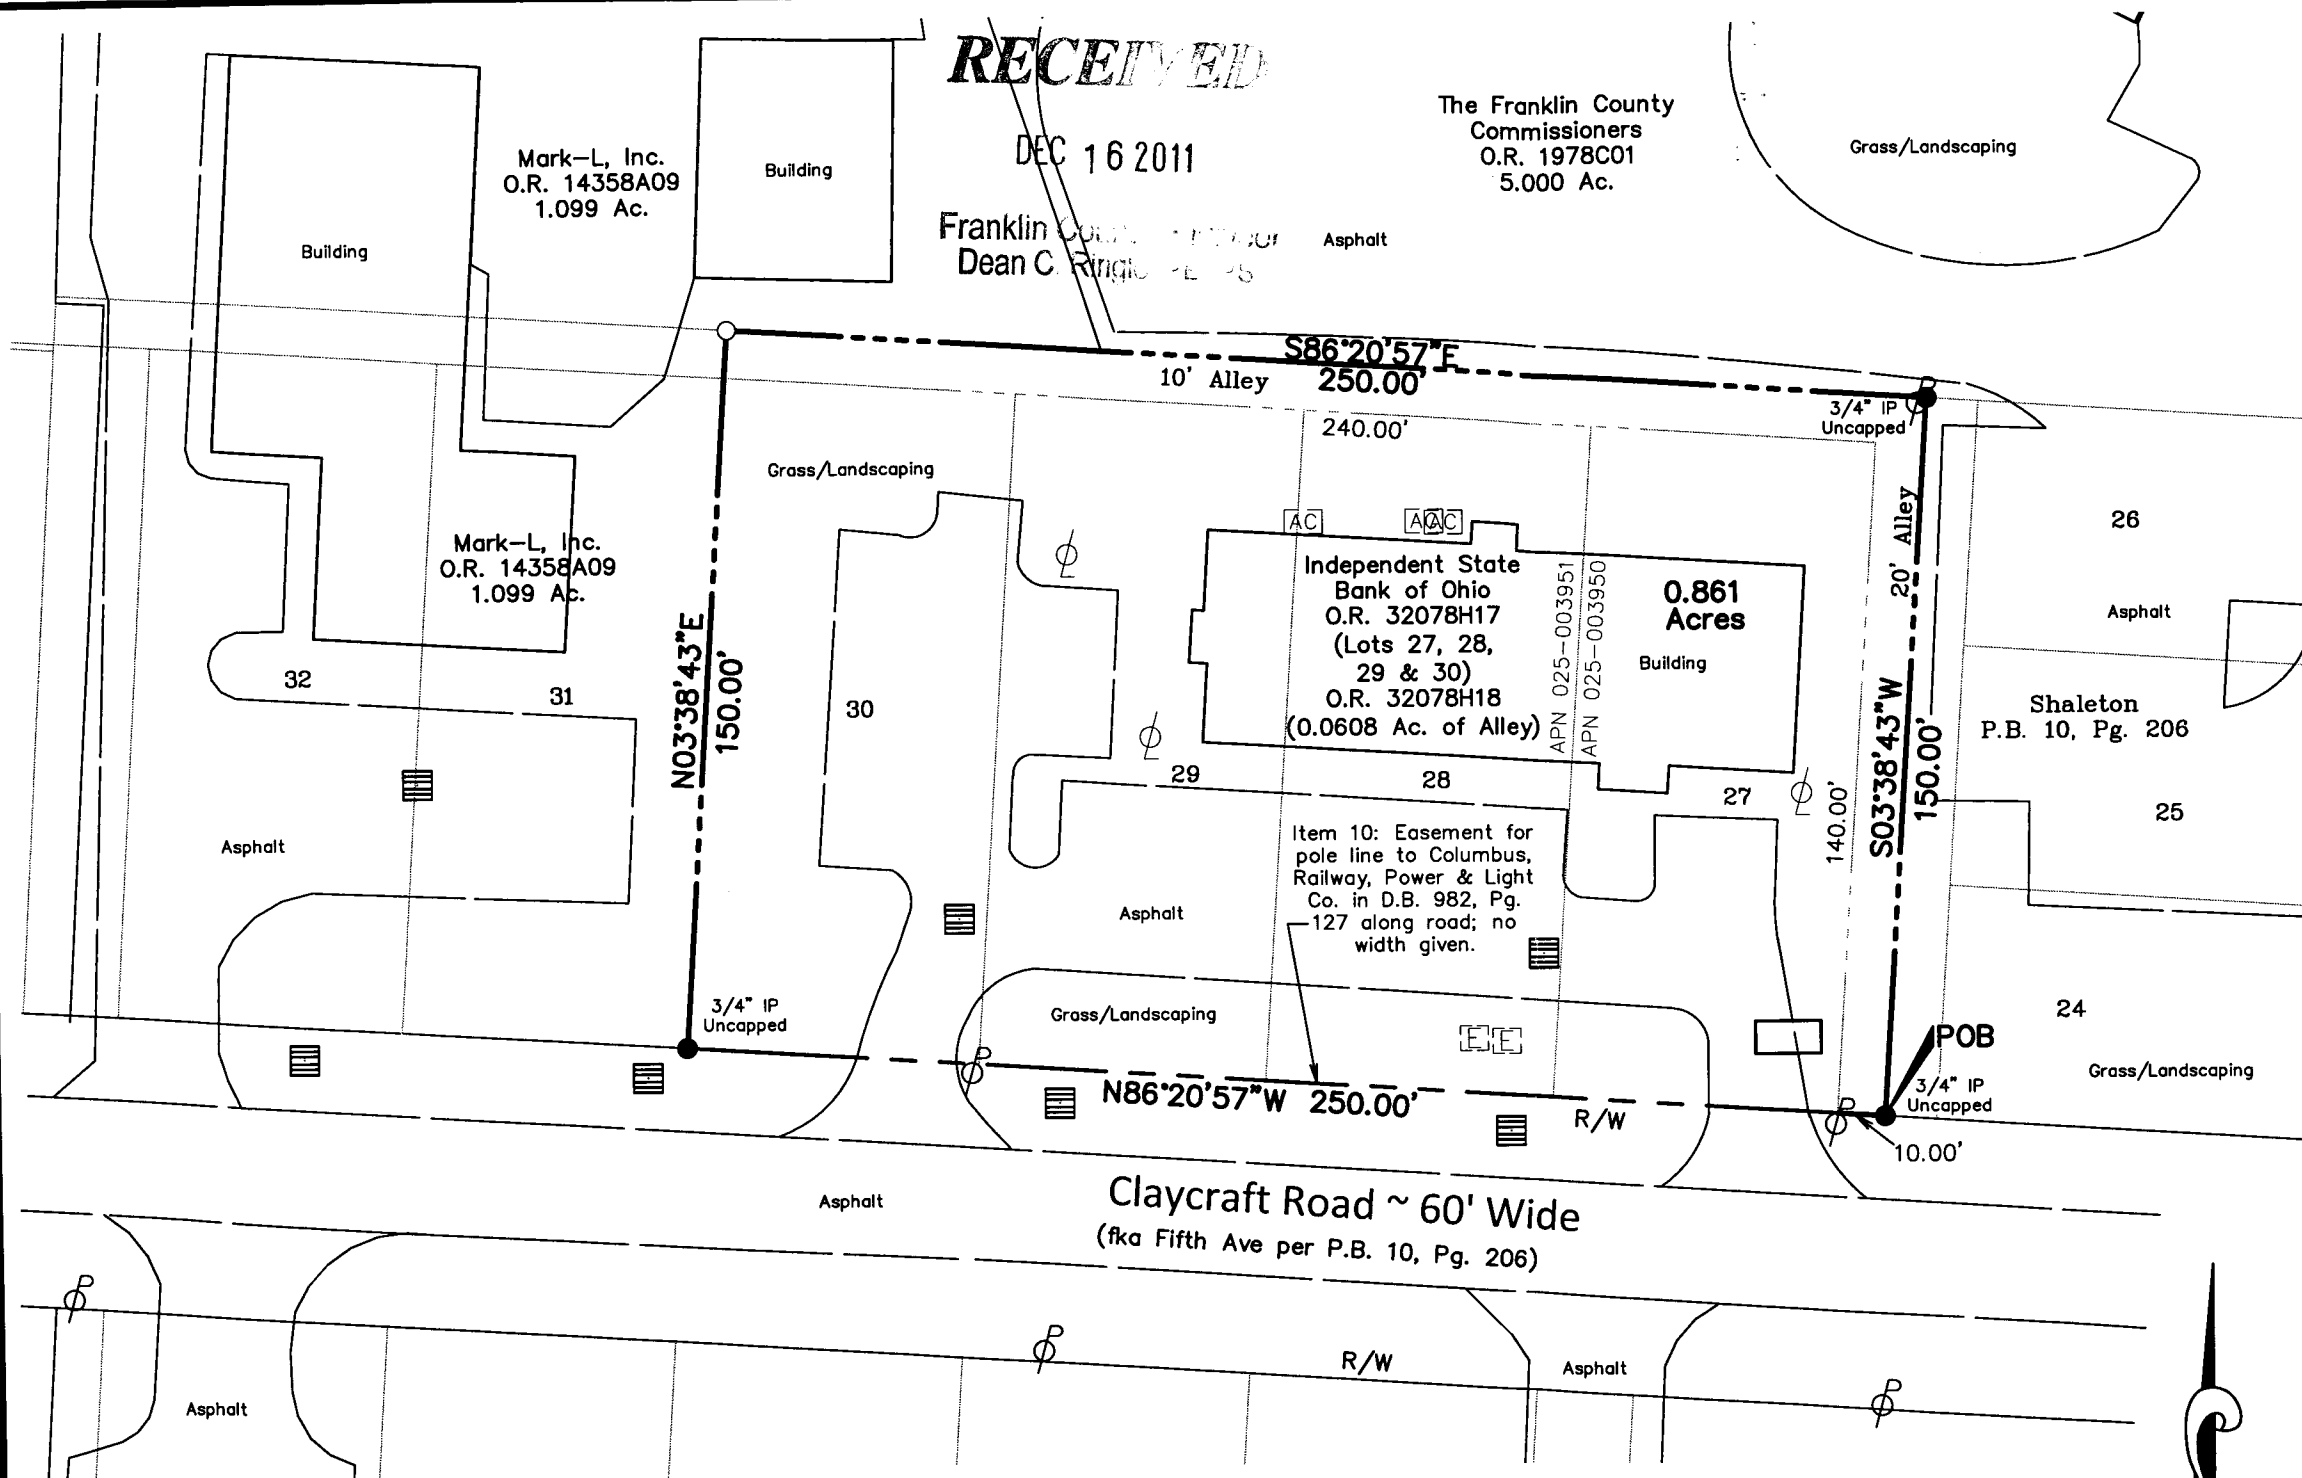 RECEIVED
DEC 16 2011
Franklin
Dean C. Ringle PE PS
The Franklin County
Commissioners
O.R. 1978C01
5.000 Ac.
Grass/Landscaping
Mark-L, Inc.
O.R. 14358A09
1.099 Ac.
Building
Building
Asphalt
S86°20'57"E
10' Alley
250.00'
240.00'
3/4" IP
Uncapped
P
Grass/Landscaping
20' Alley
26
Asphalt
AC
AC
AC
Mark-L, Inc.
O.R. 14358A09
1.099 Ac.
Independent State
Bank of Ohio
O.R. 32078H17
(Lots 27, 28,
29 & 30)
O.R. 32078H18
(0.0608 Ac. of Alley)
APN 025-003951
APN 025-003950
0.861
Acres
Building
N03°38'43"E
150.00'
32
31
30
29
28
27
Shaleton
P.B. 10, Pg. 206
S03°38'43"W
150.00'
140.00'
25
Asphalt
Item 10: Easement for
pole line to Columbus,
Railway, Power & Light
Co. in D.B. 982, Pg.
127 along road; no
width given.
Asphalt
3/4" IP
Uncapped
Grass/Landscaping
E
E
24
POB
Grass/Landscaping
3/4" IP
Uncapped
P
N86°20'57"W 250.00'
R/W
P
10.00'
Asphalt
Claycraft Road ~ 60' Wide
(fka Fifth Ave per P.B. 10, Pg. 206)
P
P
R/W
Asphalt
P
Asphalt